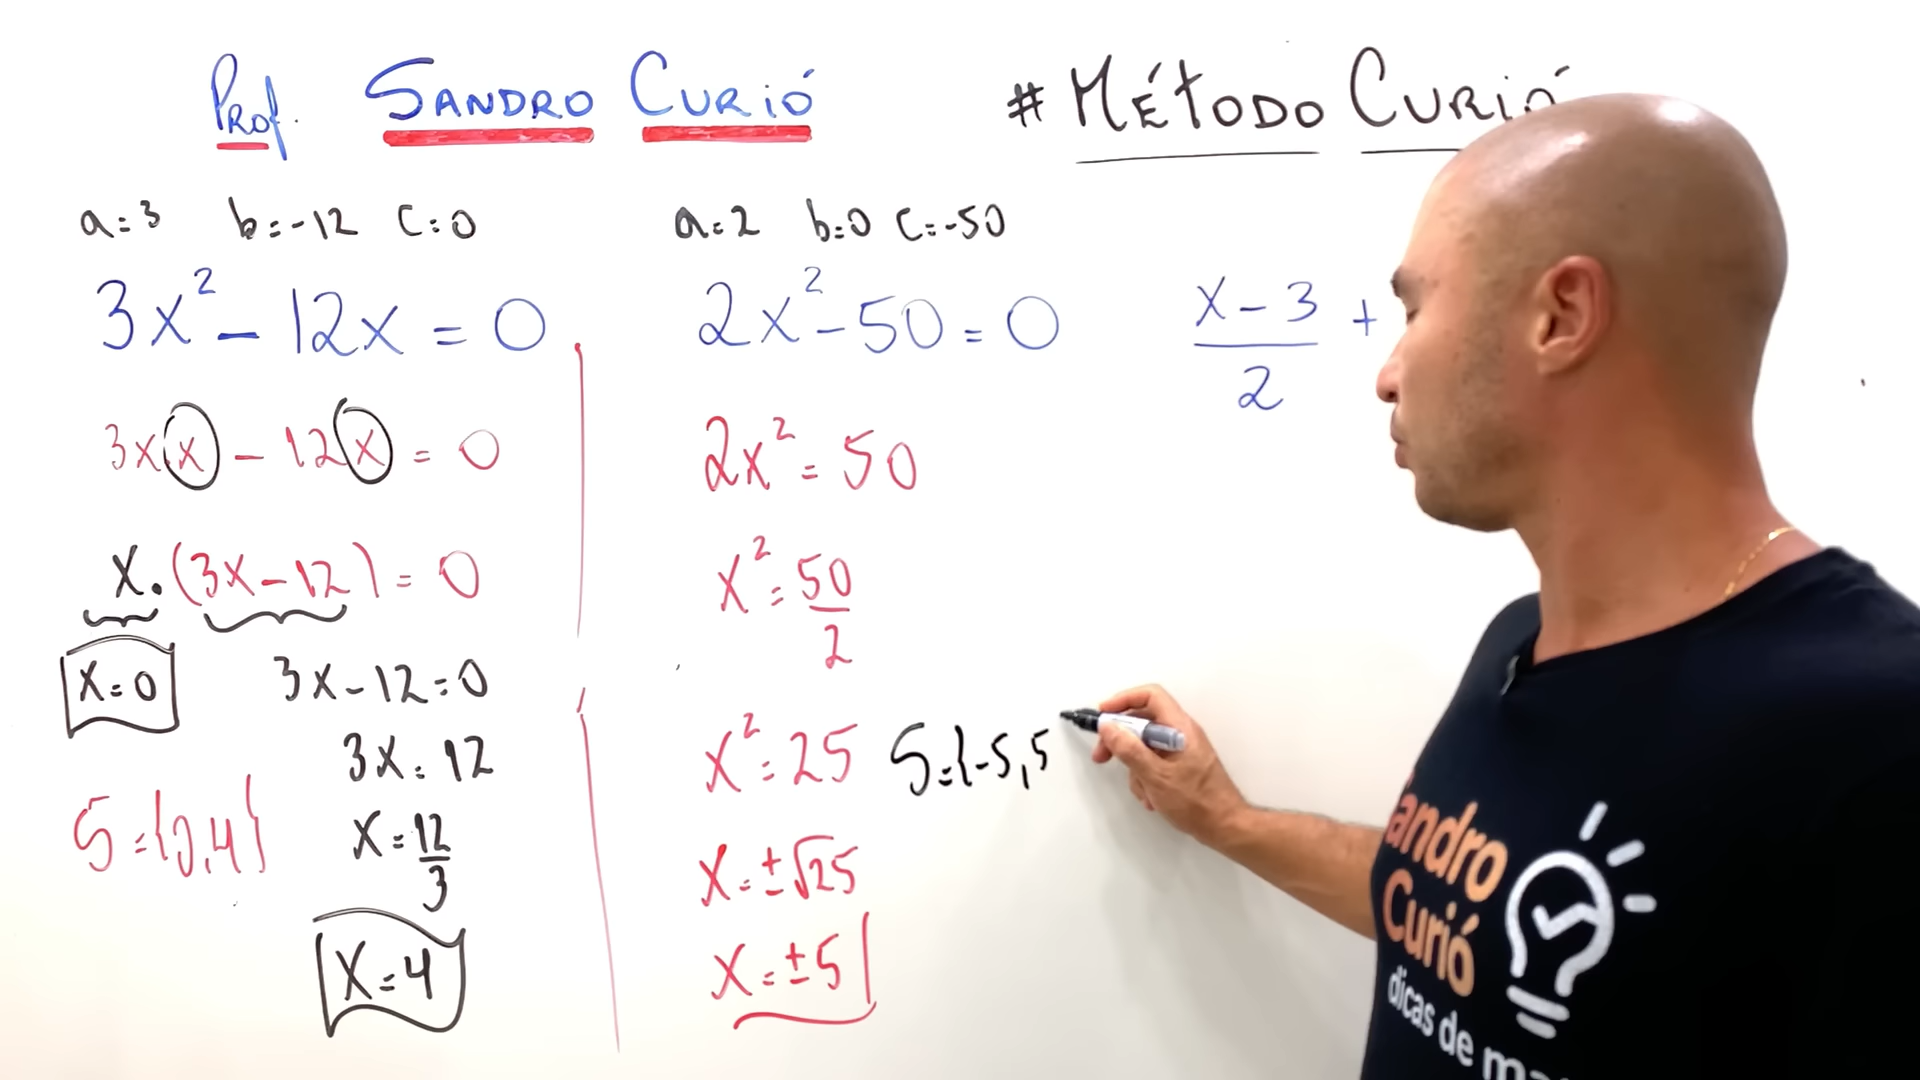 Prof. SANDRO CURIÓ
# MÉTODO CURIÓ
a=3 b=-12 c=0
3x² - 12x = 0
3x(x) - 12(x) = 0
x.(3x-12) = 0
x=0
3x-12=0
3x=12
x=12/3
x=4
S={0,4}
a=2 b=0 c=-50
2x²-50=0
2x²=50
x²=50/2
x²=25
x=±√25
x=±5
S={-5,5
x-3
2
+
Sandro
Curió
dicas de